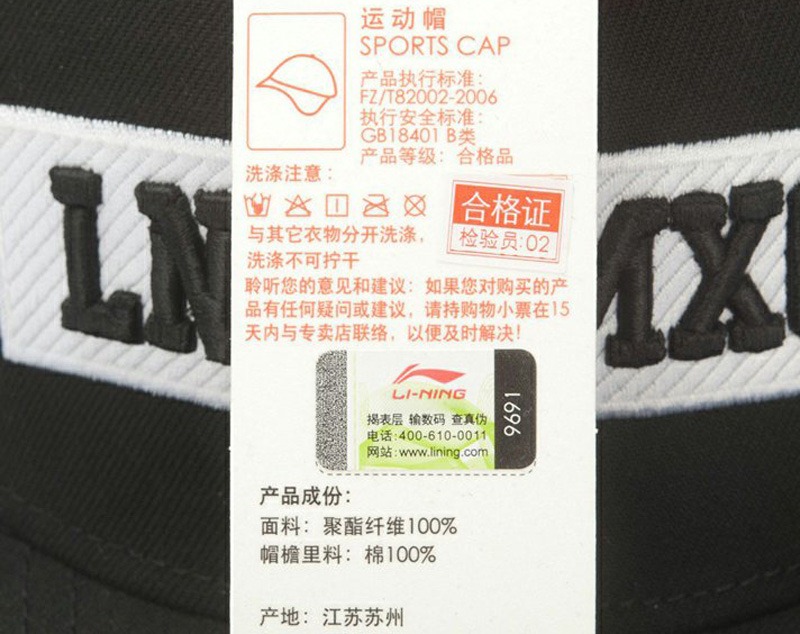 运动帽
SPORTS CAP
产品执行标准：
FZ/T82002-2006
执行安全标准：
GB18401 B类
产品等级：合格品
洗涤注意：
合格证
检验员:02
与其它衣物分开洗涤，
洗涤不可拧干
聆听您的意见和建议：如果您对购买的产
品有任何疑问或建议，请持购物小票在15
天内与专卖店联络，以便及时解决！
LI-NING
揭表层 输数码 查真伪
电话:400-610-0011
网站:www.lining.com
9691
产品成份：
面料：聚酯纤维100%
帽檐里料：棉100%
产地：江苏苏州
LN
MX